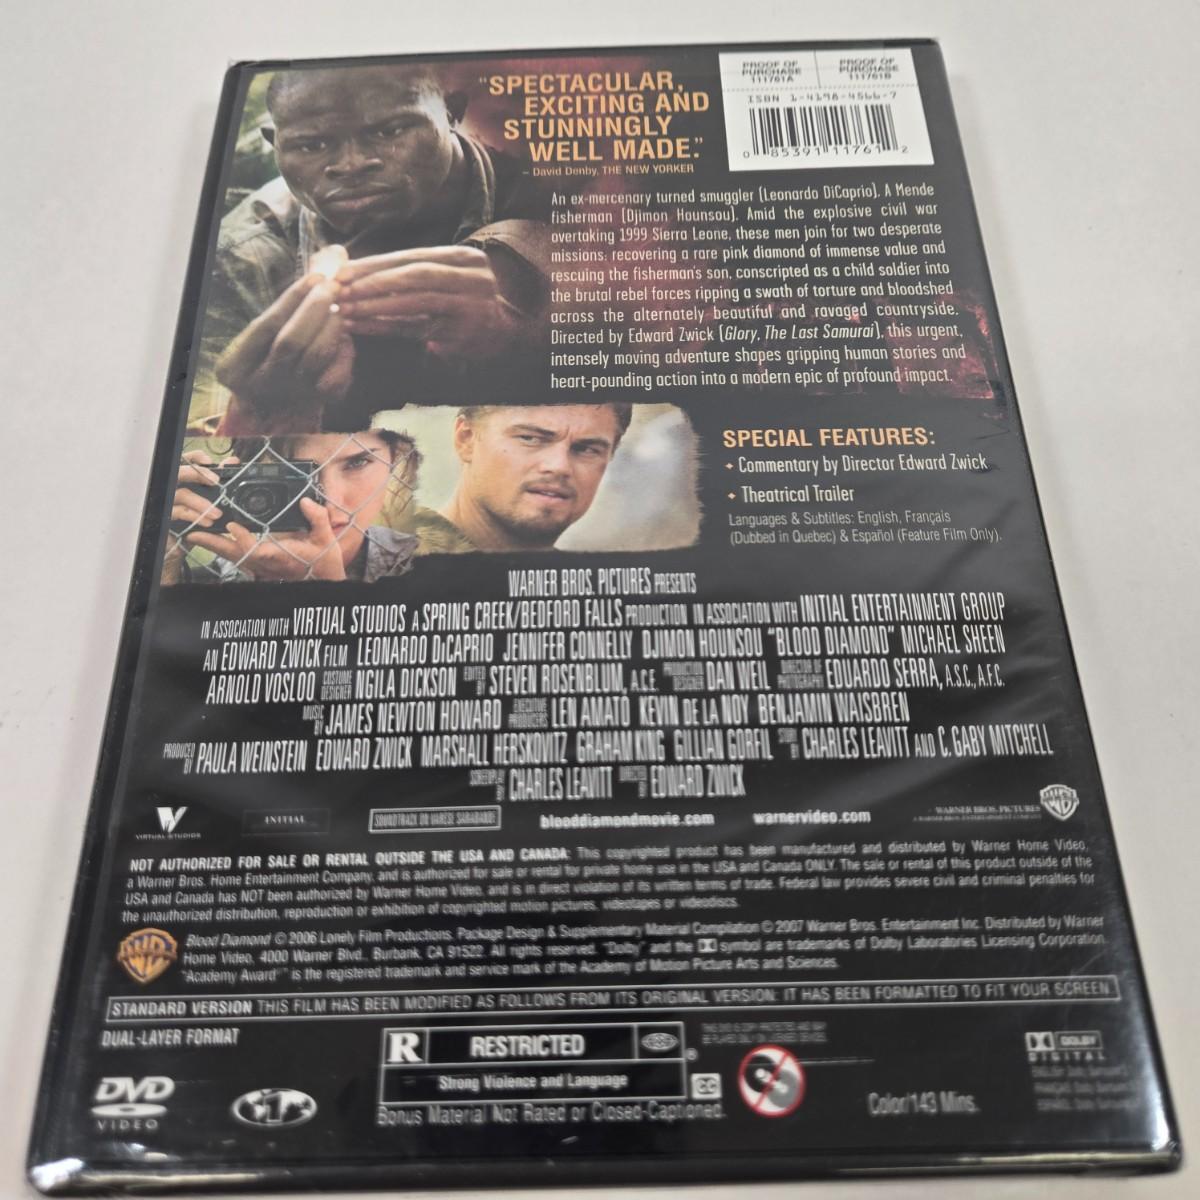 "SPECTACULAR,
EXCITING AND
STUNNINGLY
WELL MADE."
– David Denby, THE NEW YORKER
PROOF OF PURCHASE 111761A
PROOF OF PURCHASE 111761B
ISBN 1-4198-4566-7
0 85391 11761 2
An ex-mercenary turned smuggler (Leonardo DiCaprio). A Mende
fisherman (Djimon Hounsou). Amid the explosive civil war
overtaking 1999 Sierra Leone, these men join for two desperate
missions: recovering a rare pink diamond of immense value and
rescuing the fisherman's son, conscripted as a child soldier into
the brutal rebel forces ripping a swath of torture and bloodshed
across the alternately beautiful and ravaged countryside.
Directed by Edward Zwick (Glory, The Last Samurai), this urgent,
intensely moving adventure shapes gripping human stories and
heart-pounding action into a modern epic of profound impact.
SPECIAL FEATURES:
Commentary by Director Edward Zwick
Theatrical Trailer
Languages & Subtitles: English, Français
(Dubbed in Quebec) & Español (Feature Film Only).
WARNER BROS. PICTURES PRESENTS
IN ASSOCIATION WITH VIRTUAL STUDIOS A SPRING CREEK/BEDFORD FALLS PRODUCTION IN ASSOCIATION WITH INITIAL ENTERTAINMENT GROUP
AN EDWARD ZWICK FILM LEONARDO DiCAPRIO JENNIFER CONNELLY DJIMON HOUNSOU "BLOOD DIAMOND" MICHAEL SHEEN
ARNOLD VOSLOO COSTUME DESIGNER NGILA DICKSON EDITED BY STEVEN ROSENBLUM, A.C.E. PRODUCTION DESIGNER DAN WEIL DIRECTOR OF PHOTOGRAPHY EDUARDO SERRA, A.S.C., A.F.C.
MUSIC BY JAMES NEWTON HOWARD EXECUTIVE PRODUCERS LEN AMATO KEVIN DE LA NOY BENJAMIN WAISBREN
PRODUCED BY PAULA WEINSTEIN EDWARD ZWICK MARSHALL HERSKOVITZ GRAHAM KING GILLIAN GORFIL STORY BY CHARLES LEAVITT AND C. GABY MITCHELL
SCREENPLAY BY CHARLES LEAVITT DIRECTED BY EDWARD ZWICK
VIRTUAL STUDIOS
INITIAL
SOUNDTRACK ON VARESE SARABANDE
blooddiamondmovie.com
warnervideo.com
WARNER BROS. PICTURES
NOT AUTHORIZED FOR SALE OR RENTAL OUTSIDE THE USA AND CANADA: This copyrighted product has been manufactured and distributed by Warner Home Video,
a Warner Bros. Home Entertainment Company, and is authorized for sale or rental for private home use in the USA and Canada ONLY. The sale or rental of this product outside of the
USA and Canada has NOT been authorized by Warner Home Video, and is in direct violation of its written terms of trade. Federal law provides severe civil and criminal penalties for
the unauthorized distribution, reproduction or exhibition of copyrighted motion pictures, videotapes or videodiscs.
Blood Diamond © 2006 Lonely Film Productions. Package Design & Supplementary Material Compilation © 2007 Warner Bros. Entertainment Inc. Distributed by Warner
Home Video, 4000 Warner Blvd., Burbank, CA 91522. All rights reserved. "Dolby" and the symbol are trademarks of Dolby Laboratories Licensing Corporation.
"Academy Award®" is the registered trademark and service mark of the Academy of Motion Picture Arts and Sciences.
STANDARD VERSION THIS FILM HAS BEEN MODIFIED AS FOLLOWS FROM ITS ORIGINAL VERSION: IT HAS BEEN FORMATTED TO FIT YOUR SCREEN.
DUAL-LAYER FORMAT
R RESTRICTED
Strong Violence and Language
CC
Bonus Material Not Rated or Closed-Captioned.
DVD
VIDEO
1
Color/143 Mins.
DOLBY
DIGITAL